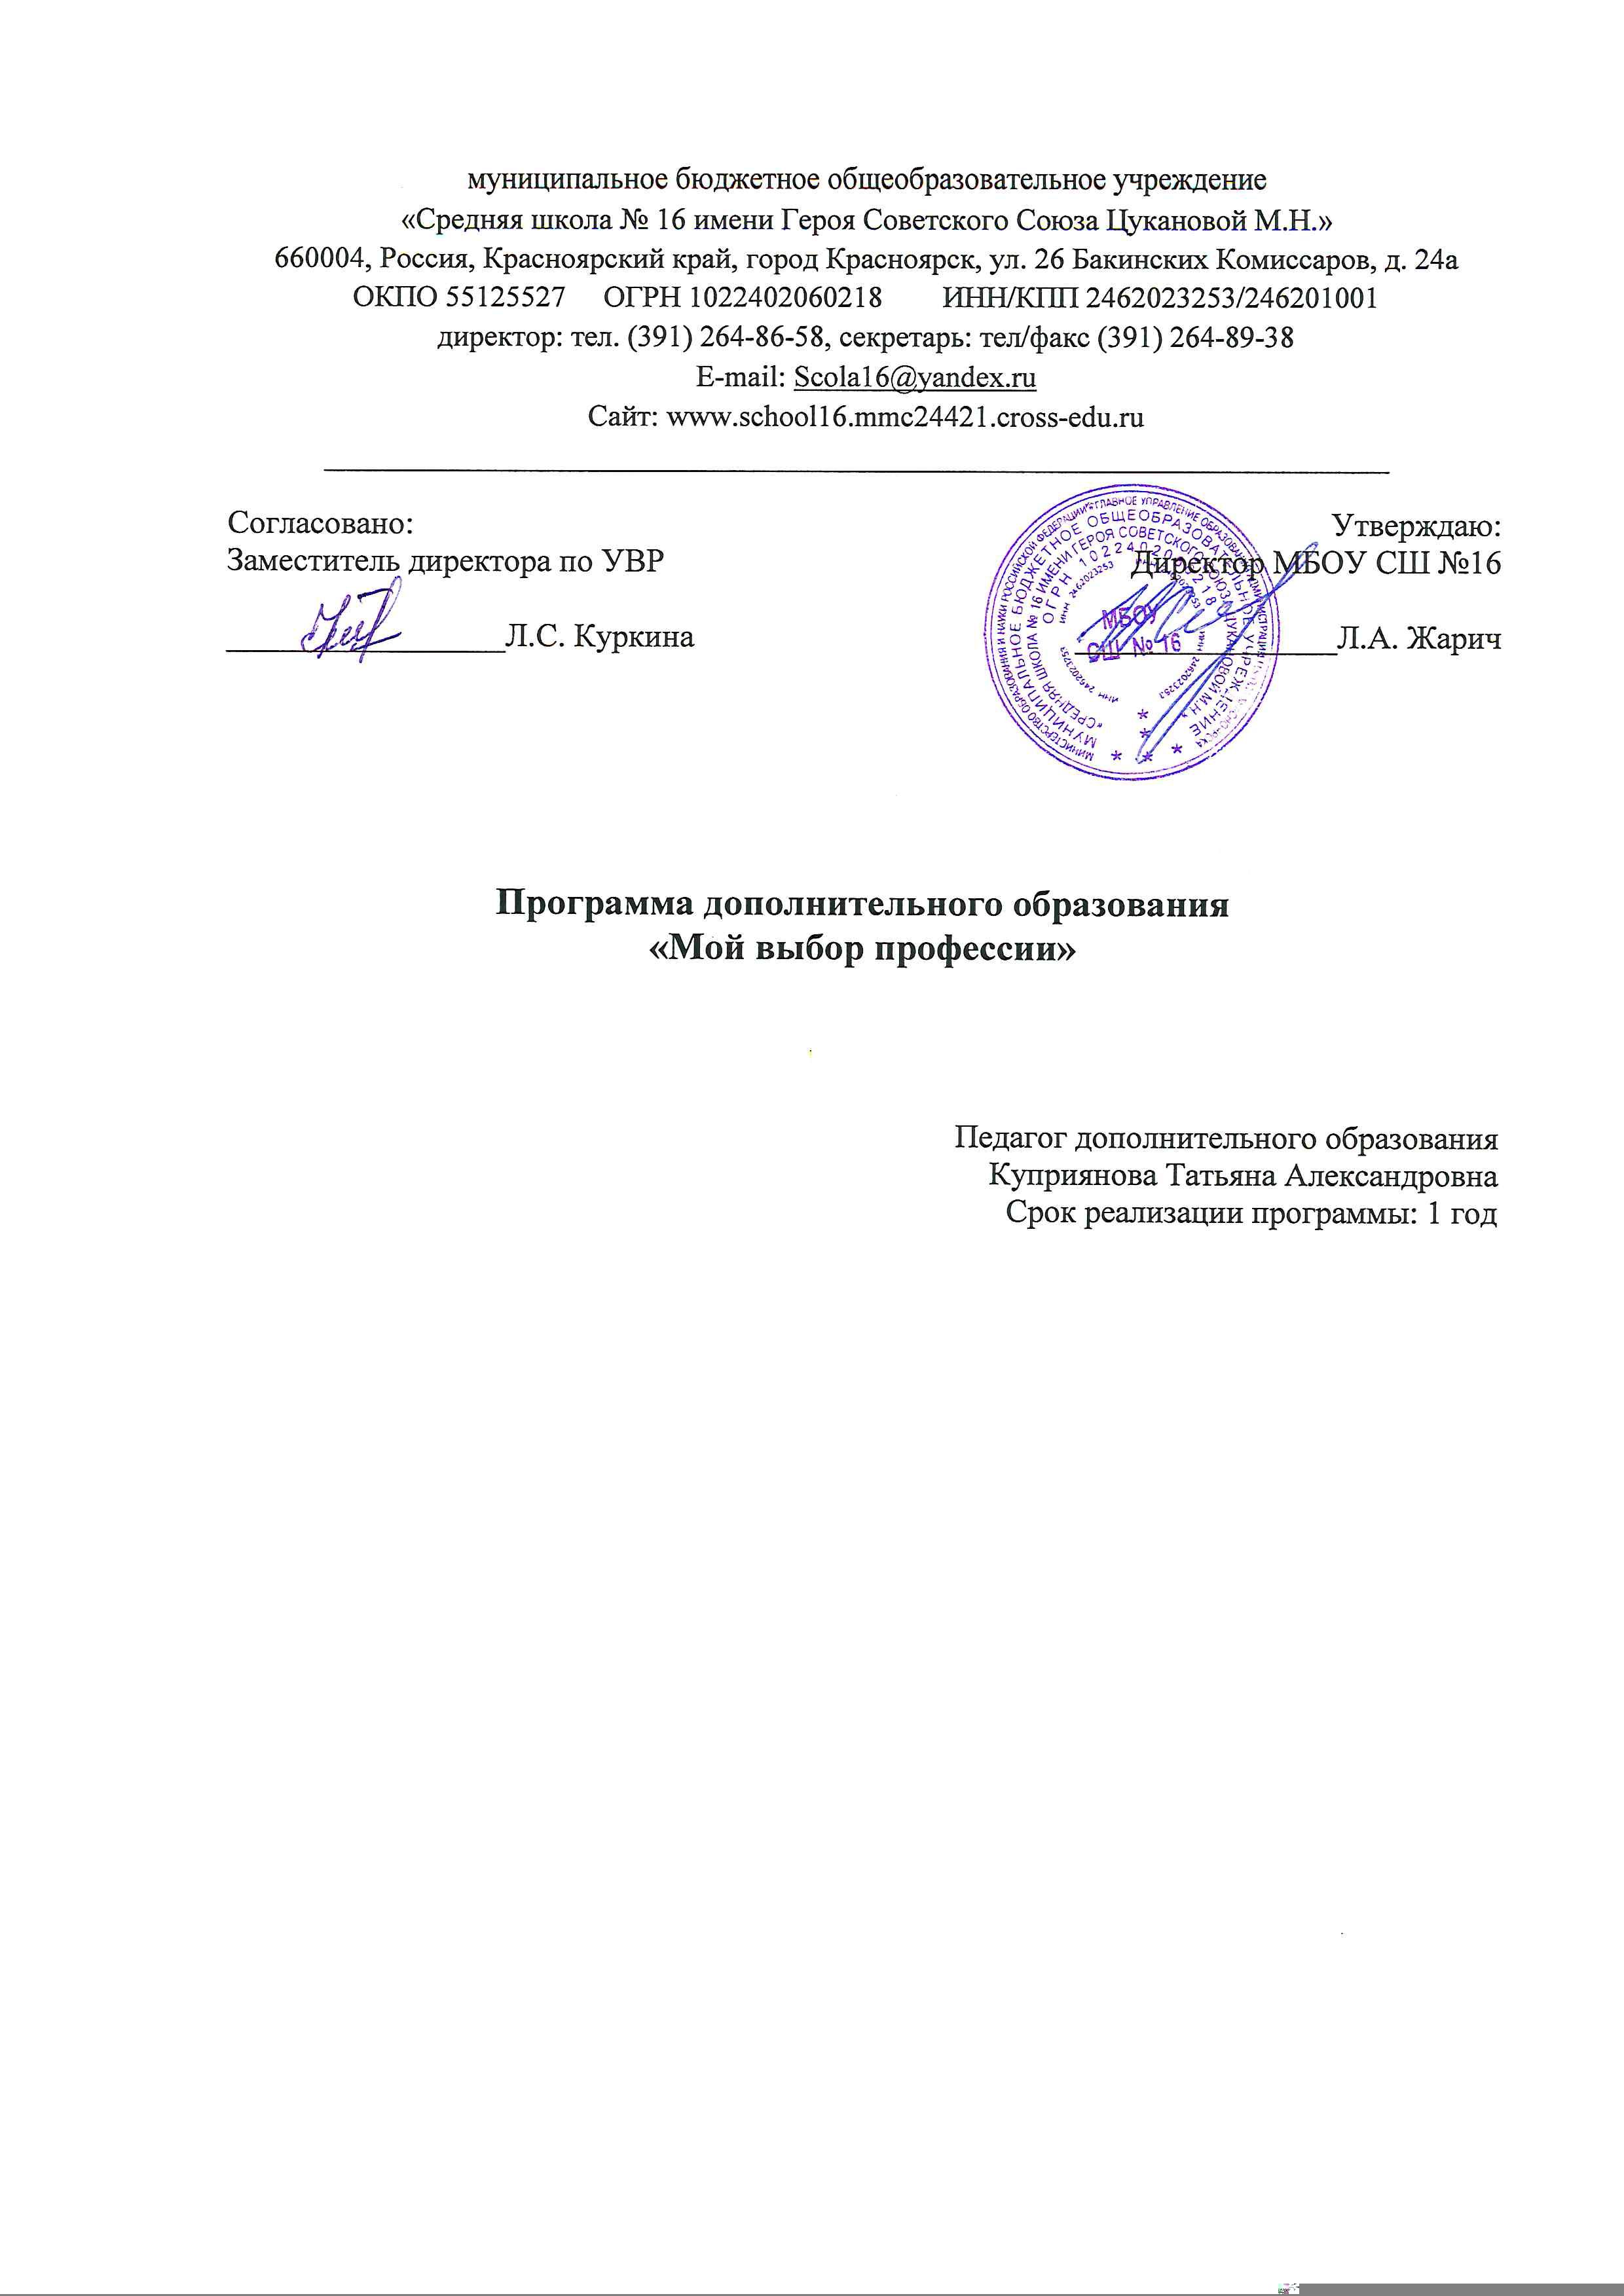 муниципальное бюджетное общеобразовательное учреждение
«Средняя школа № 16 имени Героя Советского Союза Цукановой М.Н.»
660004, Россия, Красноярский край, город Красноярск, ул. 26 Бакинских Комиссаров, д. 24а
ОКПО 55125527 ОГРН 1022402060218 ИНН/КПП 2462023253/246201001
директор: тел. (391) 264-86-58, секретарь: тел/факс (391) 264-89-38
E-mail: Scola16@yandex.ru
Сайт: www.school16.mmc24421.cross-edu.ru
Согласовано:
Заместитель директора по УВР
Л.С. Куркина
Утверждаю:
Директор МБОУ СШ №16
Л.А. Жарич
МУНИЦИПАЛЬНОЕ БЮДЖЕТНОЕ ОБЩЕОБРАЗОВАТЕЛЬНОЕ УЧРЕЖДЕНИЕ
МБОУ
СШ № 16
Программа дополнительного образования
«Мой выбор профессии»
Педагог дополнительного образования
Куприянова Татьяна Александровна
Срок реализации программы: 1 год